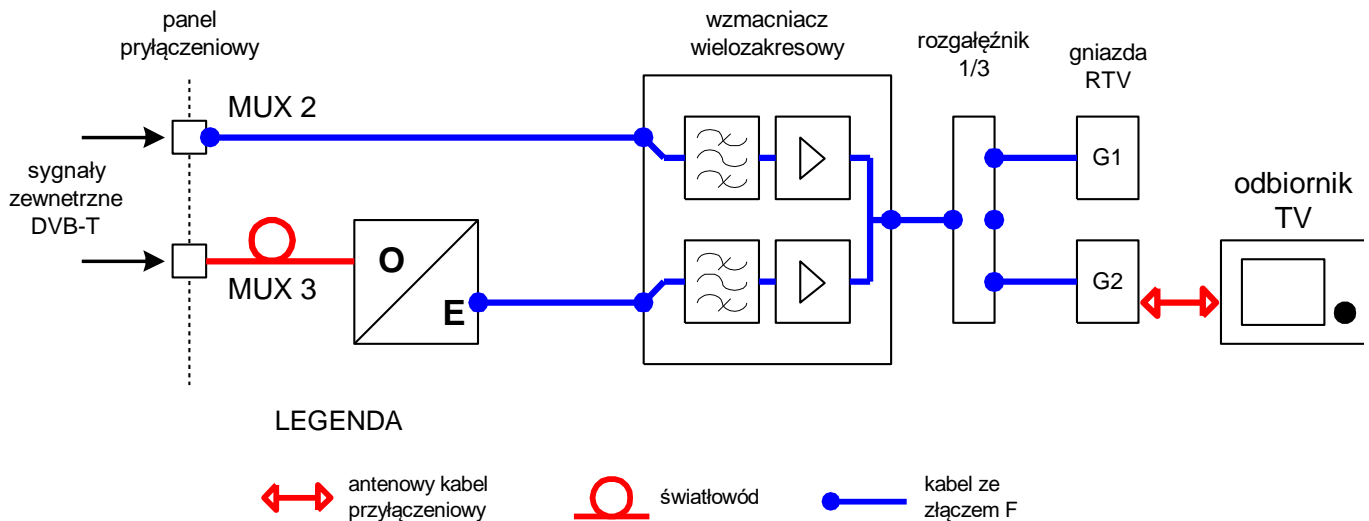 panel
pryłączeniowy
wzmacniacz
wielozakresowy
rozgałęźnik
1/3
gniazda
RTV
MUX 2
sygnały
zewnetrzne
DVB-T
MUX 3
O
E
G1
G2
odbiornik
TV
LEGENDA
antenowy kabel
przyłączeniowy
światłowód
kabel ze
złączem F